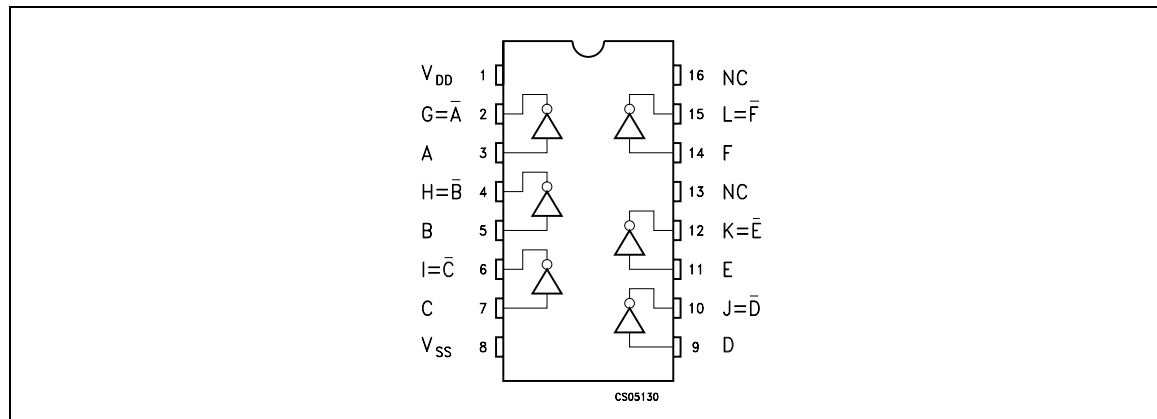 V_DD 1 16 NC
G=A̅ 2 15 L=F̅
A 3 14 F
H=B̅ 4 13 NC
B 5 12 K=E̅
I=C̅ 6 11 E
C 7 10 J=D̅
V_SS 8 9 D
CS05130